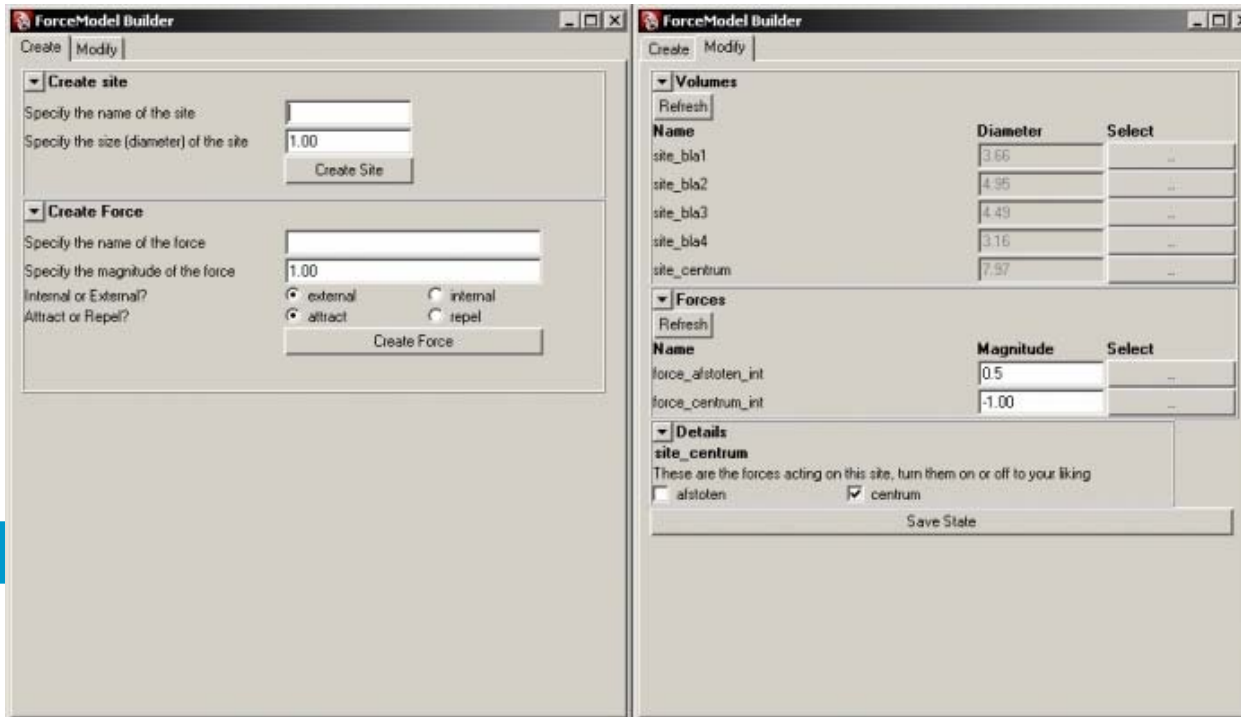 ForceModel Builder
Create Modify
Create site
Specify the name of the site
Specify the size (diameter) of the site 1.00
Create Site
Create Force
Specify the name of the force
Specify the magnitude of the force 1.00
Internal or External? external internal
Attract or Repel? attract repel
Create Force
ForceModel Builder
Create Modify
Volumes
Refresh
Name Diameter Select
site_bla1 3.66 ..
site_bla2 4.95 ..
site_bla3 4.49 ..
site_bla4 3.16 ..
site_centrum 7.97 ..
Forces
Refresh
Name Magnitude Select
force_afstoten_int 0.5 ..
force_centrum_int -1.00 ..
Details
site_centrum
These are the forces acting on this site, turn them on or off to your liking
afstoten centrum
Save State